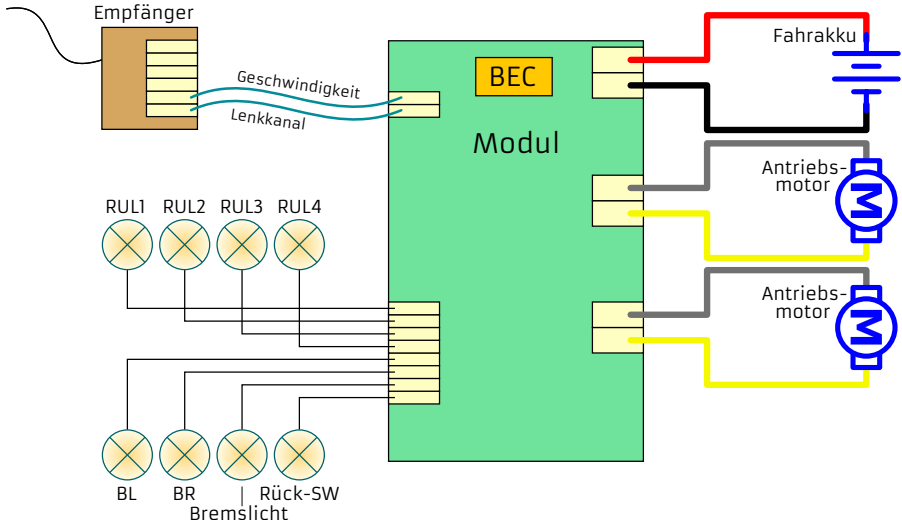 Empfänger
Geschwindigkeit
Lenkkanal
BEC
Modul
Fahrakku
Antriebs-
motor
M
Antriebs-
motor
M
RUL1 RUL2 RUL3 RUL4
BL BR | Rück-SW
Bremslicht